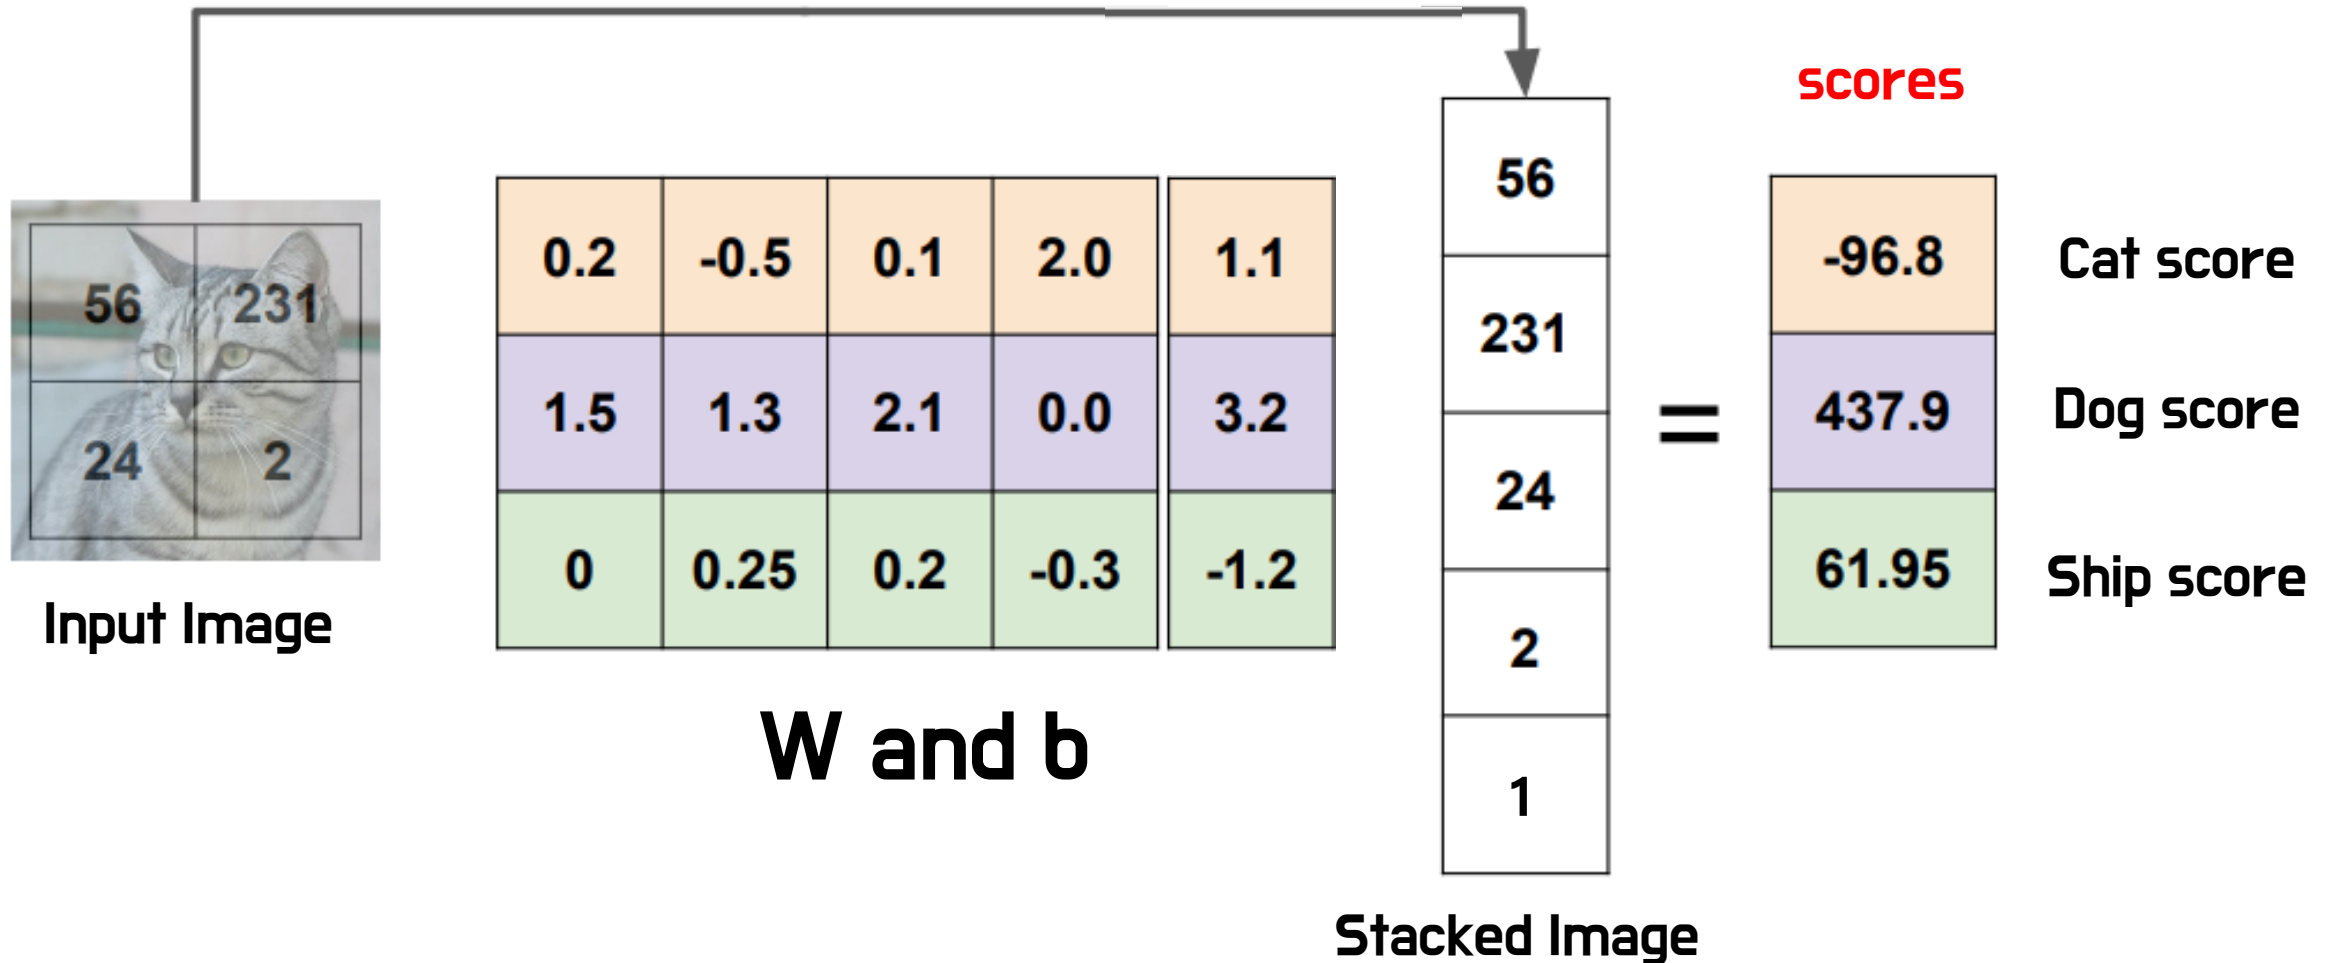 scores
56 231
24 2
Input Image
0.2 -0.5 0.1 2.0 1.1
1.5 1.3 2.1 0.0 3.2
0 0.25 0.2 -0.3 -1.2
W and b
56
231
24
2
1
Stacked Image
=
-96.8 Cat score
437.9 Dog score
61.95 Ship score